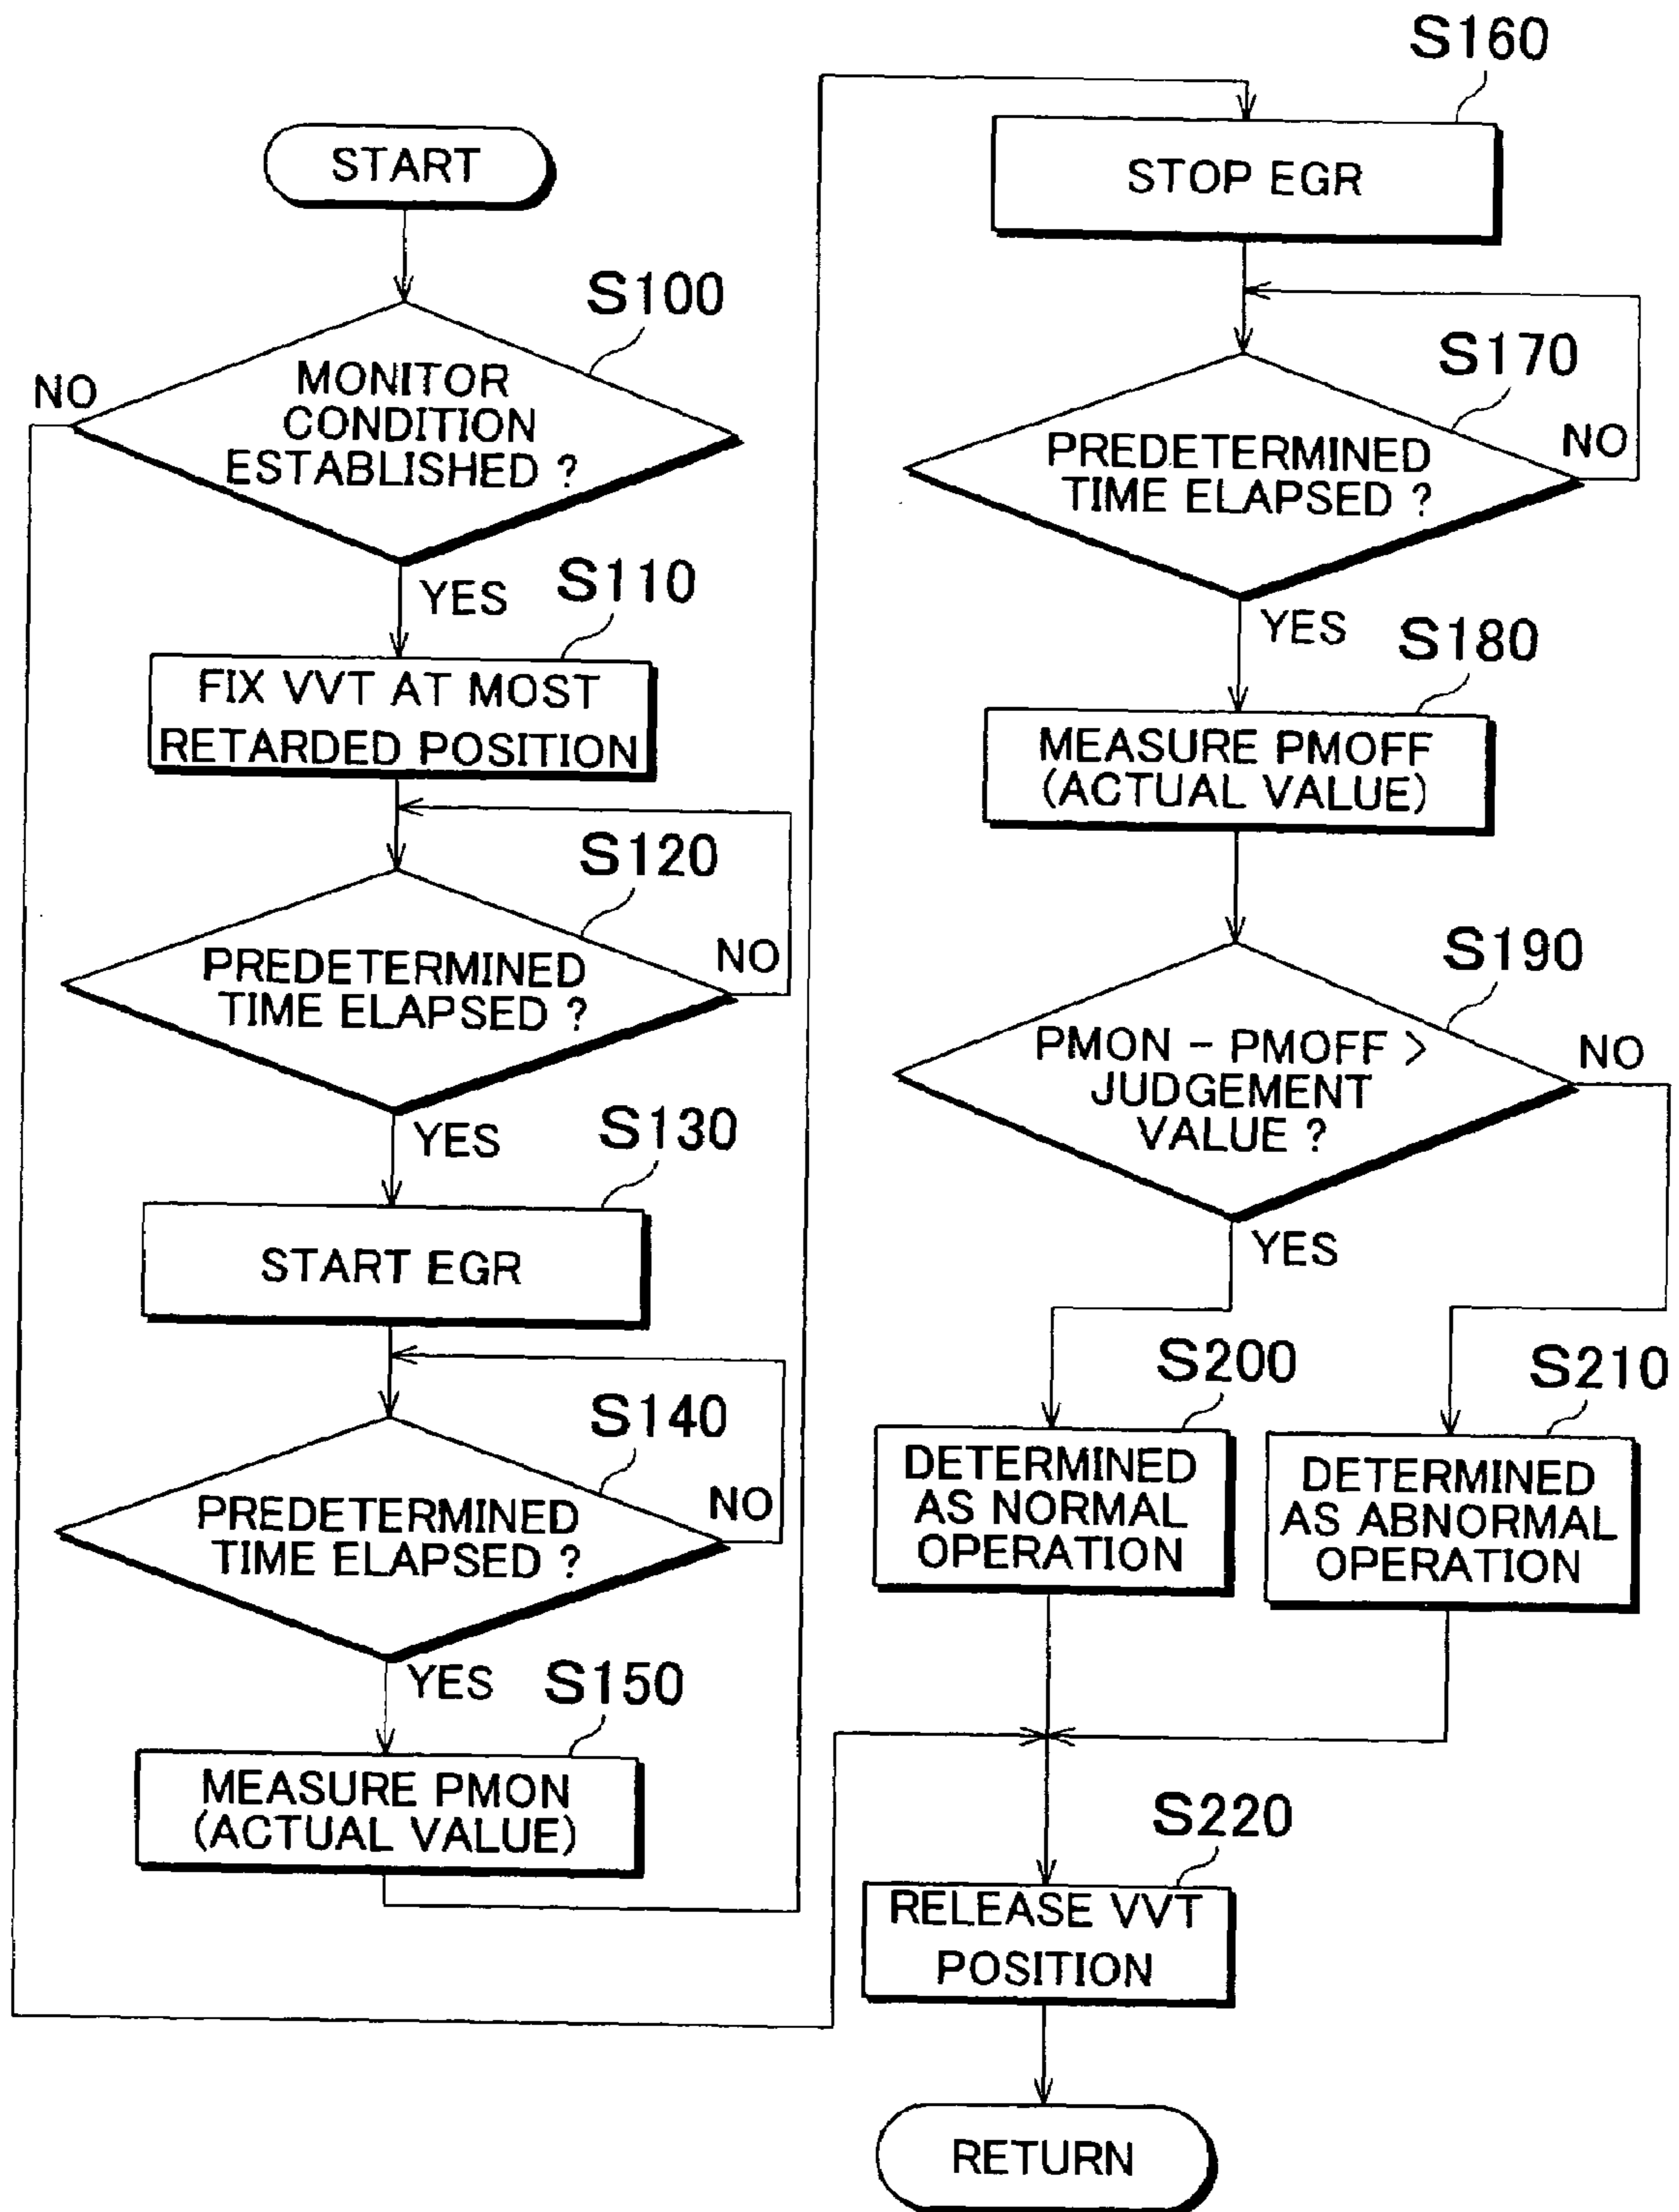 START
S100
MONITOR
CONDITION
ESTABLISHED ?
NO
YES
S110
FIX VVT AT MOST
RETARDED POSITION
S120
PREDETERMINED
TIME ELAPSED ?
NO
YES
S130
START EGR
S140
PREDETERMINED
TIME ELAPSED ?
NO
YES
S150
MEASURE PMON
(ACTUAL VALUE)
S160
STOP EGR
S170
PREDETERMINED
TIME ELAPSED ?
NO
YES
S180
MEASURE PMOFF
(ACTUAL VALUE)
S190
PMON - PMOFF >
JUDGEMENT
VALUE ?
NO
YES
S200
DETERMINED
AS NORMAL
OPERATION
S210
DETERMINED
AS ABNORMAL
OPERATION
S220
RELEASE VVT
POSITION
RETURN